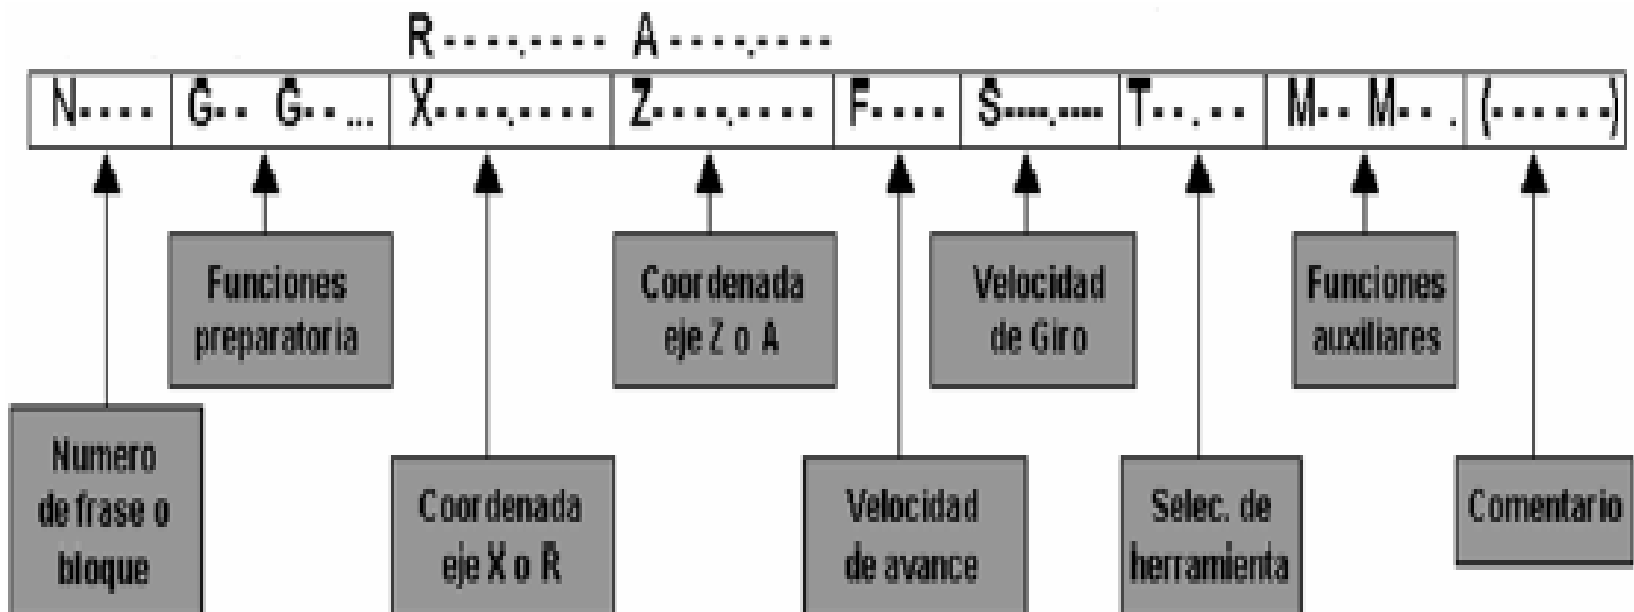 R----.---- A----.----
N---- G-- G--... X----.---- Z----.---- F---- S----.---- T--.-- M-- M-- . (------)
Funciones
preparatoria
Coordenada
eje Z o A
Velocidad
de Giro
Funciones
auxiliares
Numero
de frase o
bloque
Coordenada
eje X o R
Velocidad
de avance
Selec. de
herramienta
Comentario